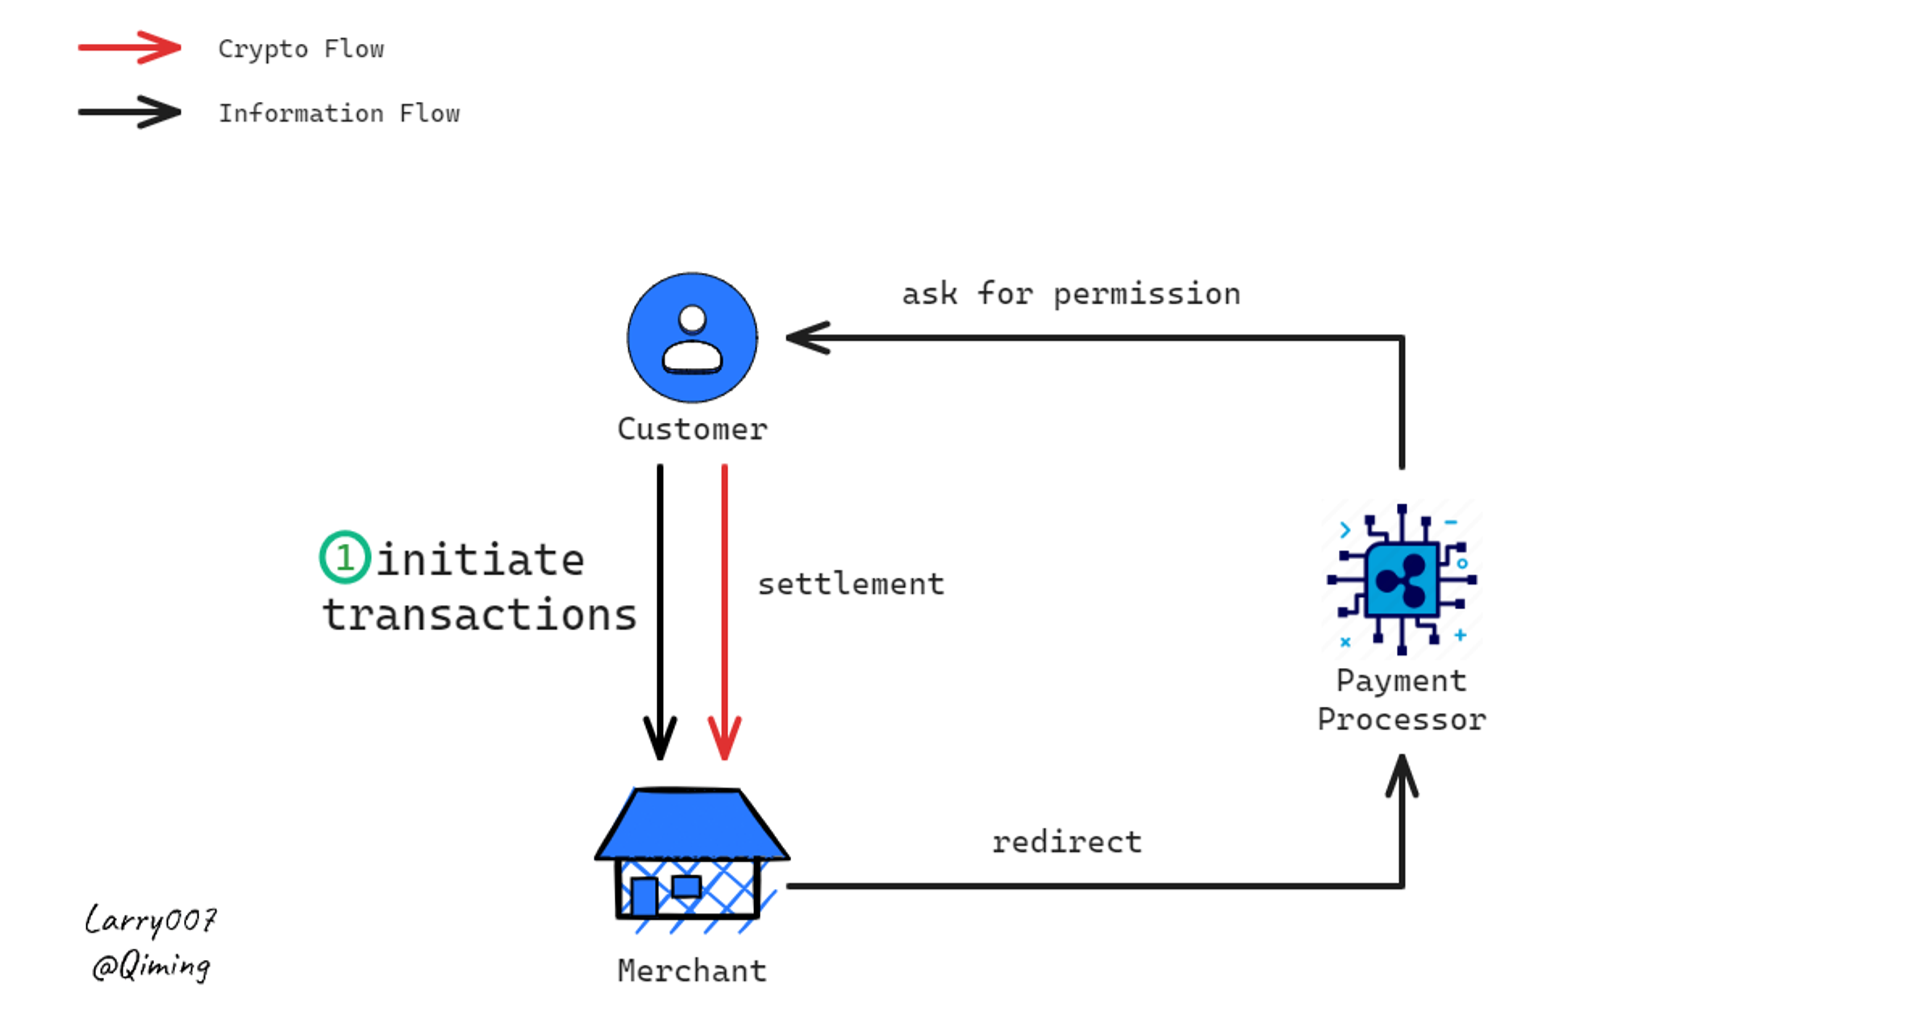 Crypto Flow
Information Flow
ask for permission
Customer
1 initiate
transactions
settlement
Payment
Processor
redirect
Merchant
Larry007
@Qiming